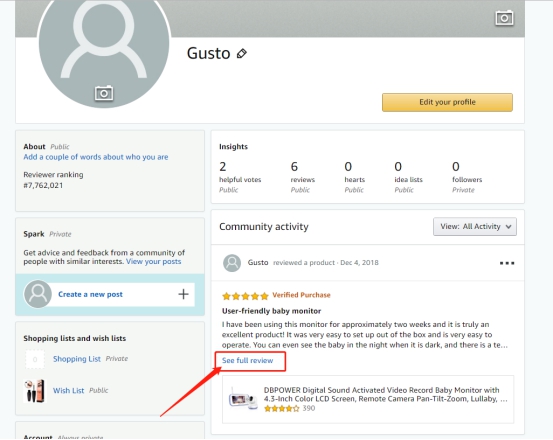 Gusto
Edit your profile
About Public
Add a couple of words about who you are
Reviewer ranking
#7,762,021
Spark Private
Get advice and feedback from a community of
people with similar interests. View your posts
Create a new post
Shopping lists and wish lists
Shopping List Private
Wish List Public
Account Always private
Insights
2 6 0 0 0
helpful votes reviews hearts idea lists followers
Public Public Public Public Private
Community activity
View: All Activity
Gusto reviewed a product · Dec 4, 2018
Verified Purchase
User-friendly baby monitor
I have been using this monitor for approximately two weeks and it is truly an
excellent product! It was very easy to set up out of the box and is very easy to
operate. You can even see the baby in the night when it is dark, and there is a te...
See full review
DBPOWER Digital Sound Activated Video Record Baby Monitor with
4.3-Inch Color LCD Screen, Remote Camera Pan-Tilt-Zoom, Lullaby, ...
390